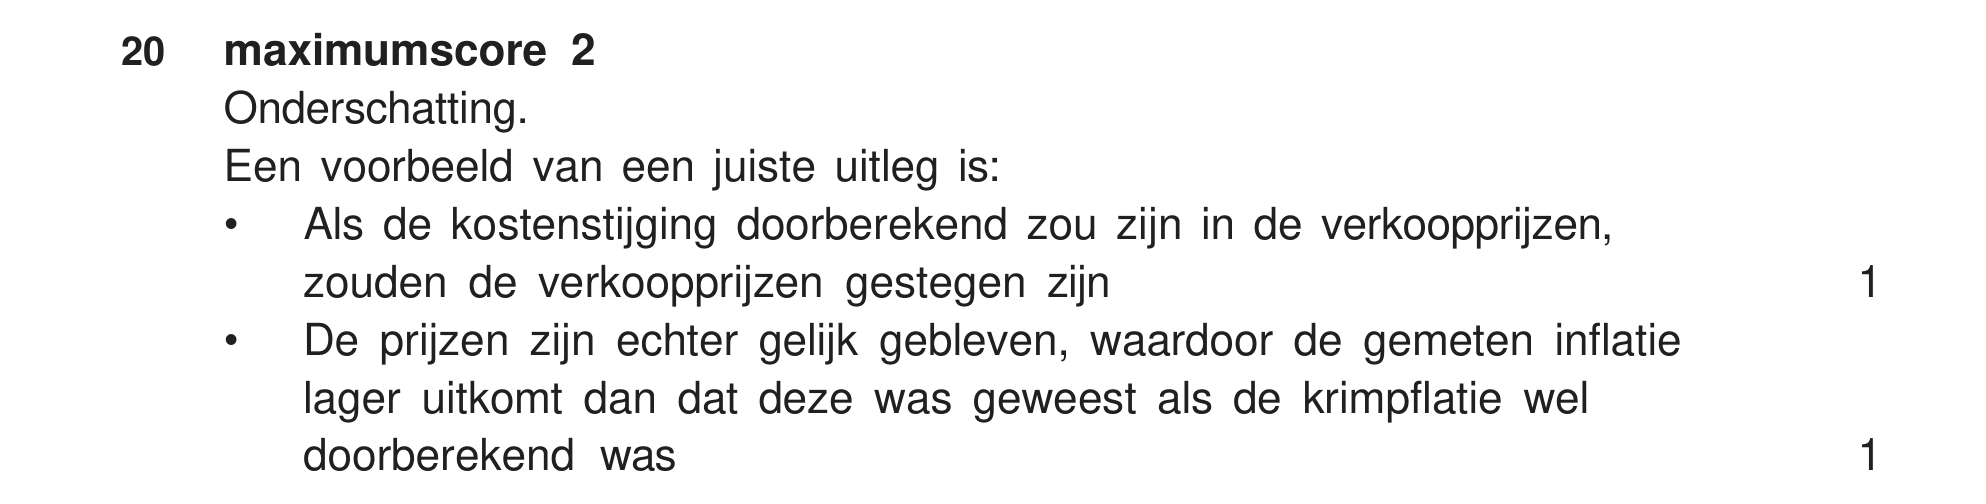 20 maximumscore 2
Onderschatting.
Een voorbeeld van een juiste uitleg is:
• Als de kostenstijging doorberekend zou zijn in de verkoopprijzen,
zouden de verkoopprijzen gestegen zijn 1
• De prijzen zijn echter gelijk gebleven, waardoor de gemeten inflatie
lager uitkomt dan dat deze was geweest als de krimpflatie wel
doorberekend was 1